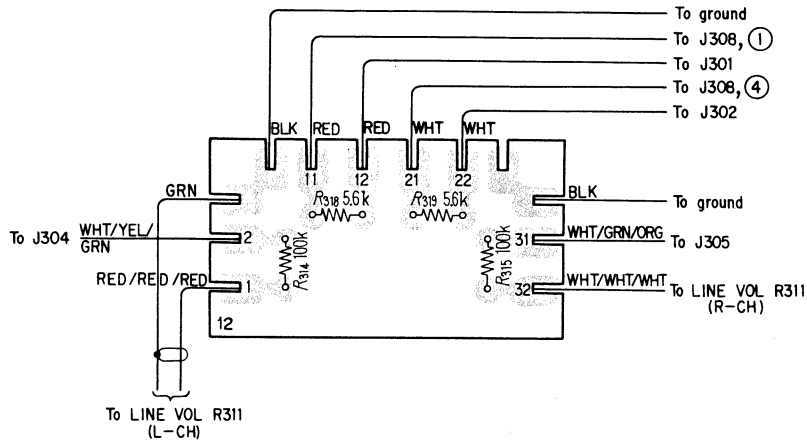 To ground
To J308, ①
To J301
To J308, ④
To J302
BLK RED RED WHT WHT
11 12 21 22
GRN
R318 5.6k R319 5.6k
BLK
To ground
To J304 WHT/YEL/
GRN
2
R314 100k
R315 100k
31
WHT/GRN/ORG
To J305
RED/RED/RED
1
32
WHT/WHT/WHT
To LINE VOL R311
(R-CH)
12
To LINE VOL R311
(L-CH)